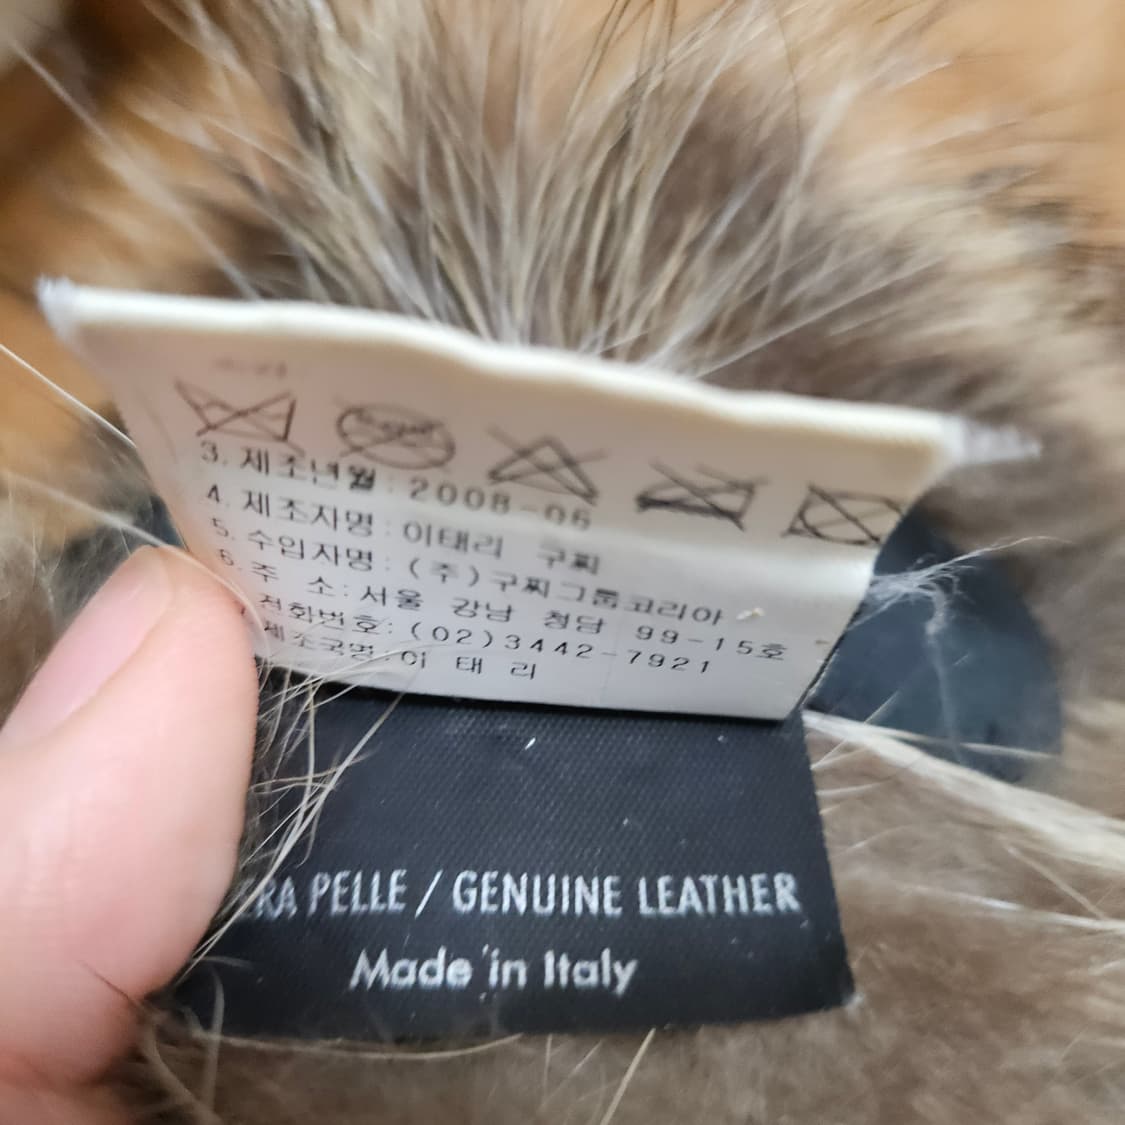 3. 제조년월 : 2008-06
4. 제조자명 : 이태리 구찌
5. 수입자명 : (주)구찌그룹코리아
6. 주 소 : 서울 강남 청담 99-15호
전화번호: (02)3442-7921
제조국명 : 이 태 리
ERA PELLE / GENUINE LEATHER
Made in Italy